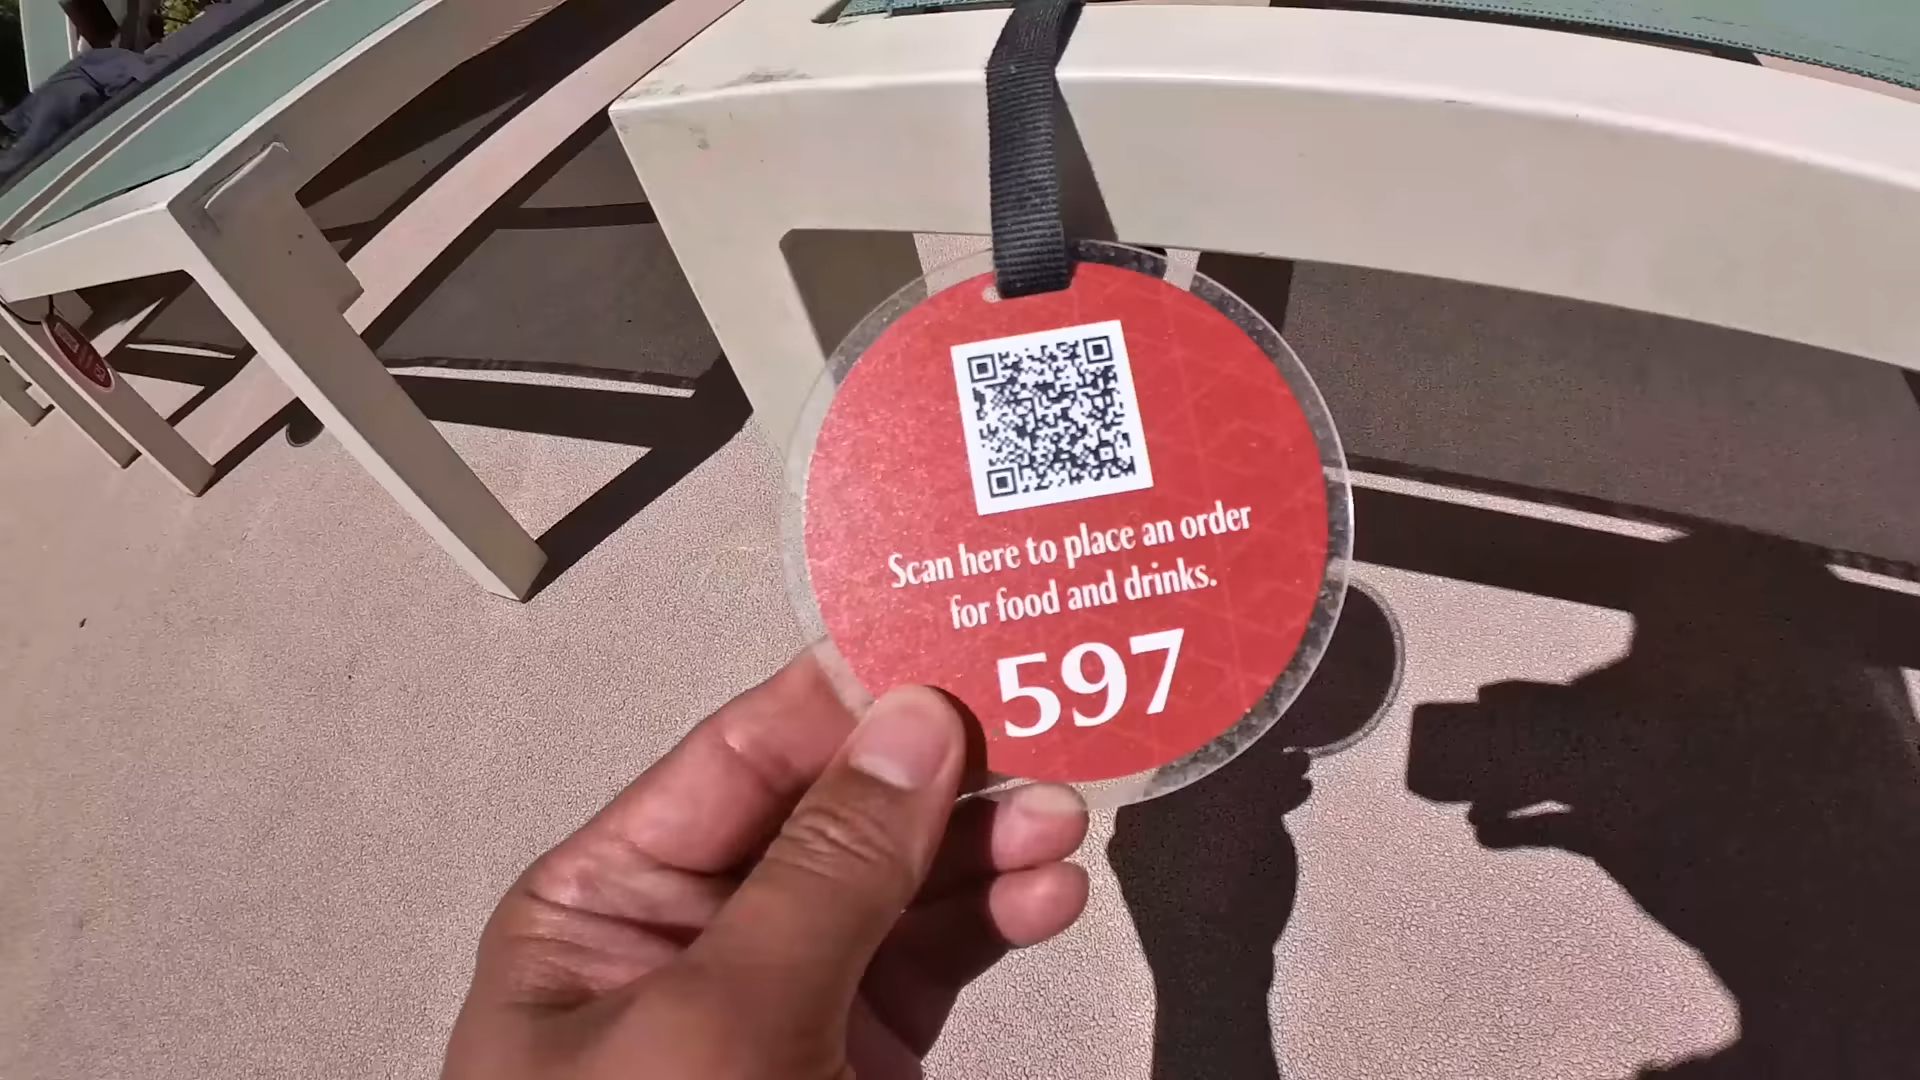 Scan here to place an order
for food and drinks.
597